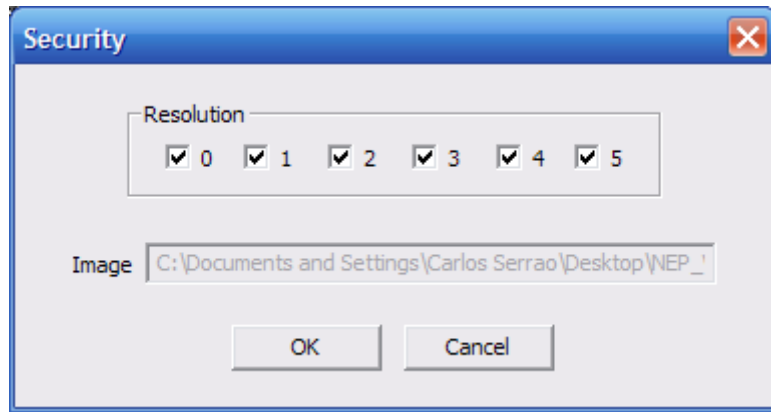 Security
Resolution
0 1 2 3 4 5
Image C:\Documents and Settings\Carlos Serrao\Desktop\NEP_
OK Cancel